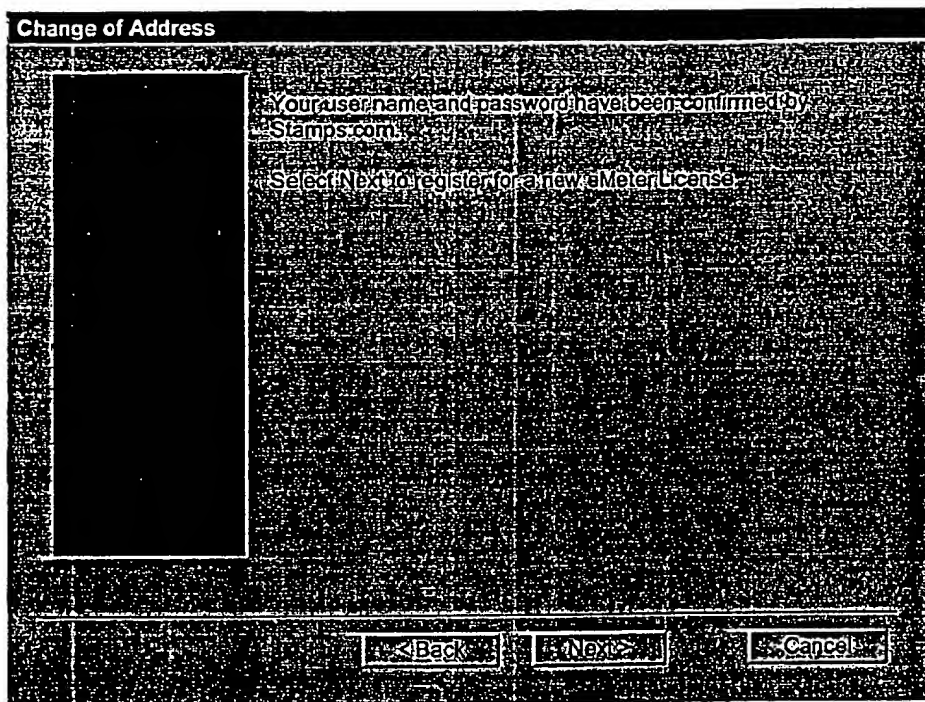 Change of Address
Your user name and password have been confirmed by
Stamps.com.
Select Next to register for a new eMeter License.
< Back
Next >
Cancel